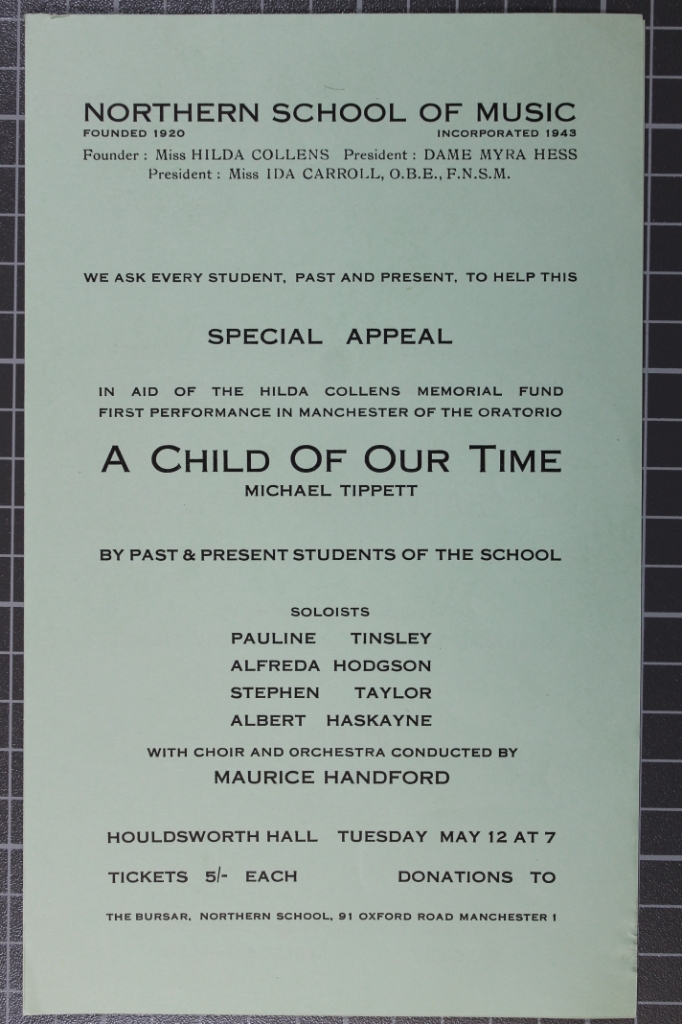 NORTHERN SCHOOL OF MUSIC
FOUNDED 1920 INCORPORATED 1943
Founder : Miss HILDA COLLENS President : DAME MYRA HESS
President : Miss IDA CARROLL, O.B.E., F.N.S.M.
WE ASK EVERY STUDENT, PAST AND PRESENT, TO HELP THIS
SPECIAL APPEAL
IN AID OF THE HILDA COLLENS MEMORIAL FUND
FIRST PERFORMANCE IN MANCHESTER OF THE ORATORIO
A CHILD OF OUR TIME
MICHAEL TIPPETT
BY PAST & PRESENT STUDENTS OF THE SCHOOL
SOLOISTS
PAULINE TINSLEY
ALFREDA HODGSON
STEPHEN TAYLOR
ALBERT HASKAYNE
WITH CHOIR AND ORCHESTRA CONDUCTED BY
MAURICE HANDFORD
HOULDSWORTH HALL TUESDAY MAY 12 AT 7
TICKETS 5/- EACH DONATIONS TO
THE BURSAR, NORTHERN SCHOOL, 91 OXFORD ROAD MANCHESTER 1